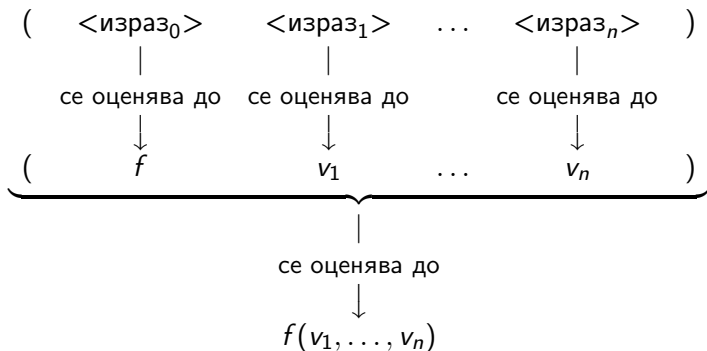 ( <израз₀> <израз₁> … <изразₙ> )
се оценява до се оценява до се оценява до
( f v₁ … vₙ )
се оценява до
f(v₁, …, vₙ)